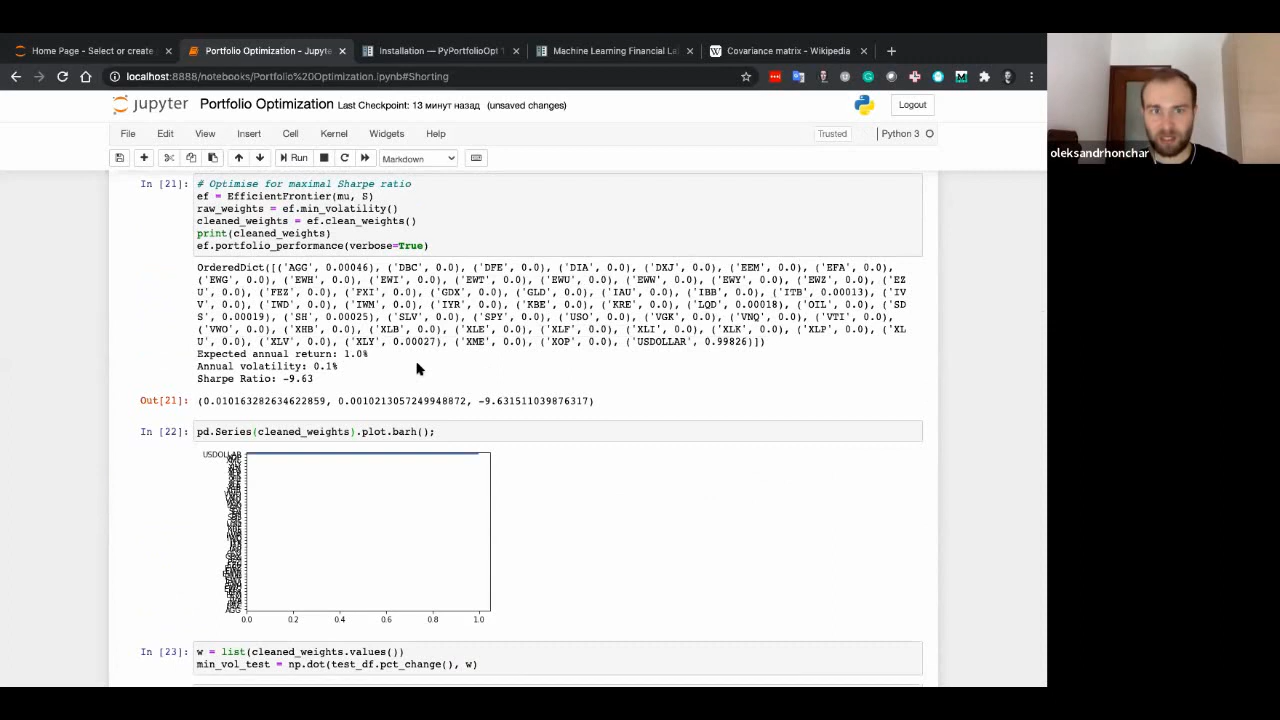 Home Page - Select or create
Portfolio Optimization - Jupyte
Installation — PyPortfolioOpt
Machine Learning Financial La
Covariance matrix - Wikipedia
localhost:8888/notebooks/Portfolio%20Optimization.ipynb#Shorting
jupyter Portfolio Optimization Last Checkpoint: 13 минут назад (unsaved changes)
Logout
File Edit View Insert Cell Kernel Widgets Help
Trusted
Python 3
Run
Markdown
oleksandrhonchar
In [21]: # Optimise for maximal Sharpe ratio
ef = EfficientFrontier(mu, S)
raw_weights = ef.min_volatility()
cleaned_weights = ef.clean_weights()
print(cleaned_weights)
ef.portfolio_performance(verbose=True)
OrderedDict([('AGG', 0.00046), ('DBC', 0.0), ('DFE', 0.0), ('DIA', 0.0), ('DXJ', 0.0), ('EEM', 0.0), ('EFA', 0.0),
('EWG', 0.0), ('EWH', 0.0), ('EWI', 0.0), ('EWT', 0.0), ('EWU', 0.0), ('EWW', 0.0), ('EWY', 0.0), ('EWZ', 0.0), ('EZ
U', 0.0), ('FEZ', 0.0), ('FXI', 0.0), ('GDX', 0.0), ('GLD', 0.0), ('IAU', 0.0), ('IBB', 0.0), ('ITB', 0.00013), ('IV
V', 0.0), ('IWD', 0.0), ('IWM', 0.0), ('IYR', 0.0), ('KBE', 0.0), ('KRE', 0.0), ('LQD', 0.00018), ('OIL', 0.0), ('SD
S', 0.00019), ('SH', 0.00025), ('SLV', 0.0), ('SPY', 0.0), ('USO', 0.0), ('VGK', 0.0), ('VNQ', 0.0), ('VTI', 0.0),
('VWO', 0.0), ('XHB', 0.0), ('XLB', 0.0), ('XLE', 0.0), ('XLF', 0.0), ('XLI', 0.0), ('XLK', 0.0), ('XLP', 0.0), ('XL
U', 0.0), ('XLV', 0.0), ('XLY', 0.00027), ('XME', 0.0), ('XOP', 0.0), ('USDOLLAR', 0.99826)])
Expected annual return: 1.0%
Annual volatility: 0.1%
Sharpe Ratio: -9.63
Out[21]: (0.010163282634622859, 0.0010213057249948872, -9.631511039876317)
In [22]: pd.Series(cleaned_weights).plot.barh();
USDOLLAR
AGG
0.0 0.2 0.4 0.6 0.8 1.0
In [23]: w = list(cleaned_weights.values())
min_vol_test = np.dot(test_df.pct_change(), w)